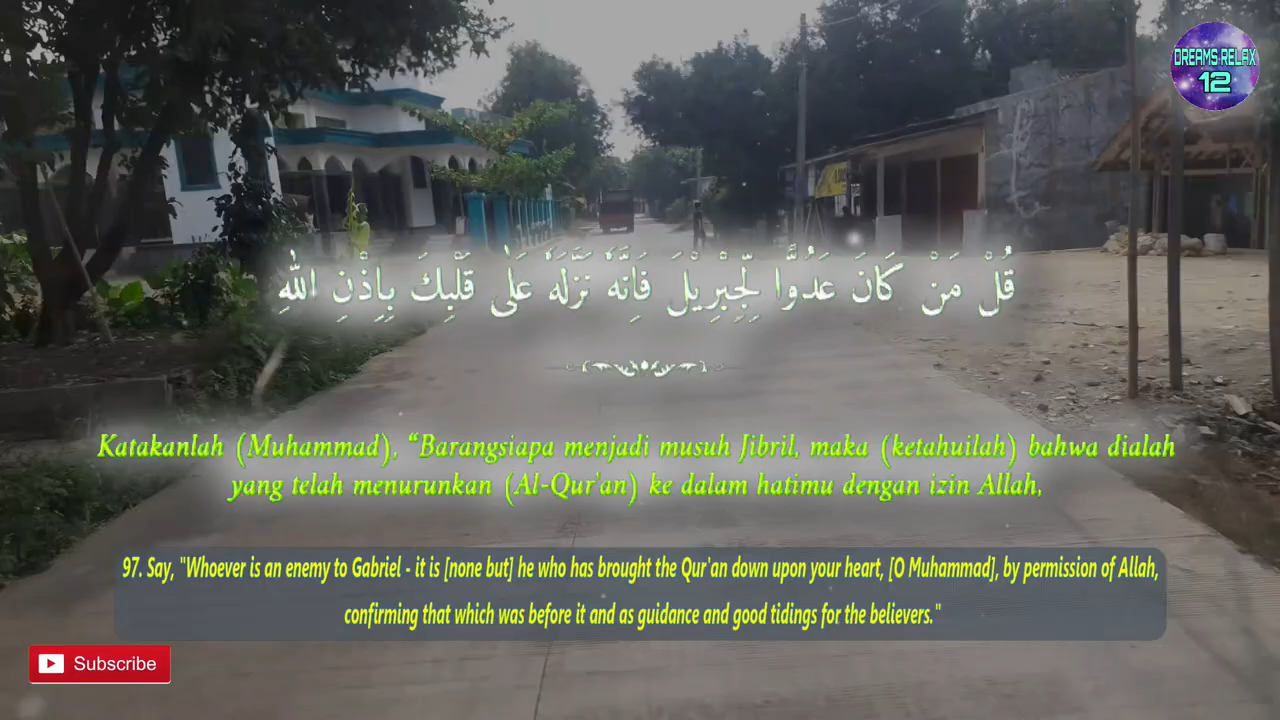 DREAMS RELAX
12
قُلْ مَنْ كَانَ عَدُوًّا لِّجِبْرِيْلَ فَاِنَّهٗ نَزَّلَهٗ عَلٰى قَلْبِكَ بِاِذْنِ اللّٰهِ
Katakanlah (Muhammad), “Barangsiapa menjadi musuh Jibril, maka (ketahuilah) bahwa dialah
yang telah menurunkan (Al-Qur'an) ke dalam hatimu dengan izin Allah,
97. Say, "Whoever is an enemy to Gabriel - it is [none but] he who has brought the Qur'an down upon your heart, [O Muhammad], by permission of Allah,
confirming that which was before it and as guidance and good tidings for the believers."
Subscribe